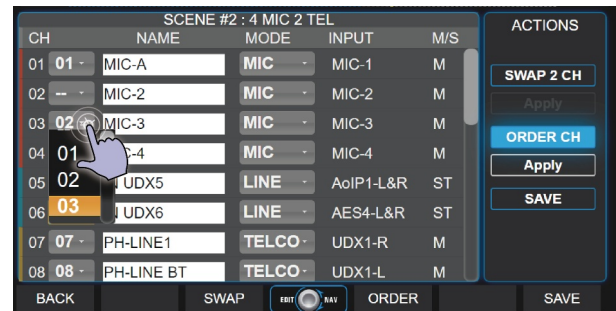 SCENE #2 : 4 MIC 2 TEL
CH NAME MODE INPUT M/S
01 01 MIC-A MIC MIC-1 M
02 -- MIC-2 MIC MIC-2 M
03 02 MIC-3 MIC MIC-3 M
04 01 C-4 MIC MIC-4 M
05 02 UDX5 LINE AoIP1-L&R ST
06 03 UDX6 LINE AES4-L&R ST
07 07 PH-LINE1 TELCO UDX1-R M
08 08 PH-LINE BT TELCO UDX1-L M
ACTIONS
SWAP 2 CH
Apply
ORDER CH
Apply
SAVE
BACK SWAP EDIT NAV ORDER SAVE